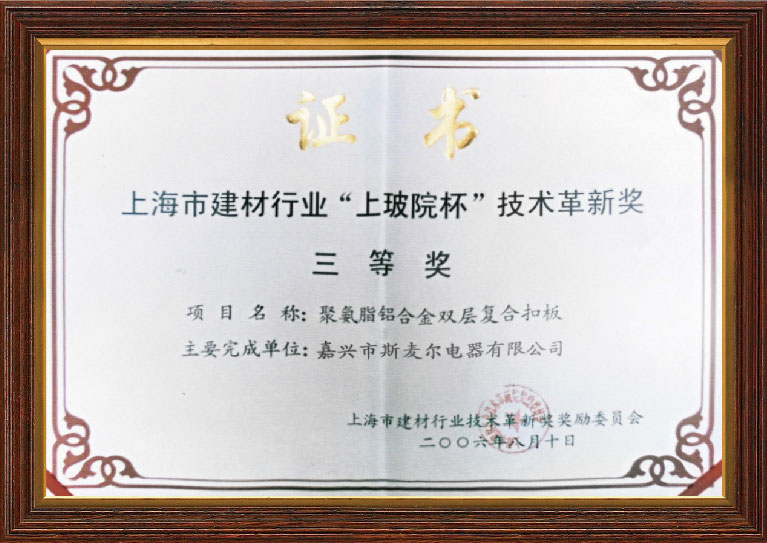 证书
上海市建材行业“上玻院杯”技术革新奖
三等奖
项目名称：聚氨脂铝合金双层复合扣板
主要完成单位：嘉兴市斯麦尔电器有限公司
上海市建材行业技术革新奖奖励委员会
二〇〇六年八月十日